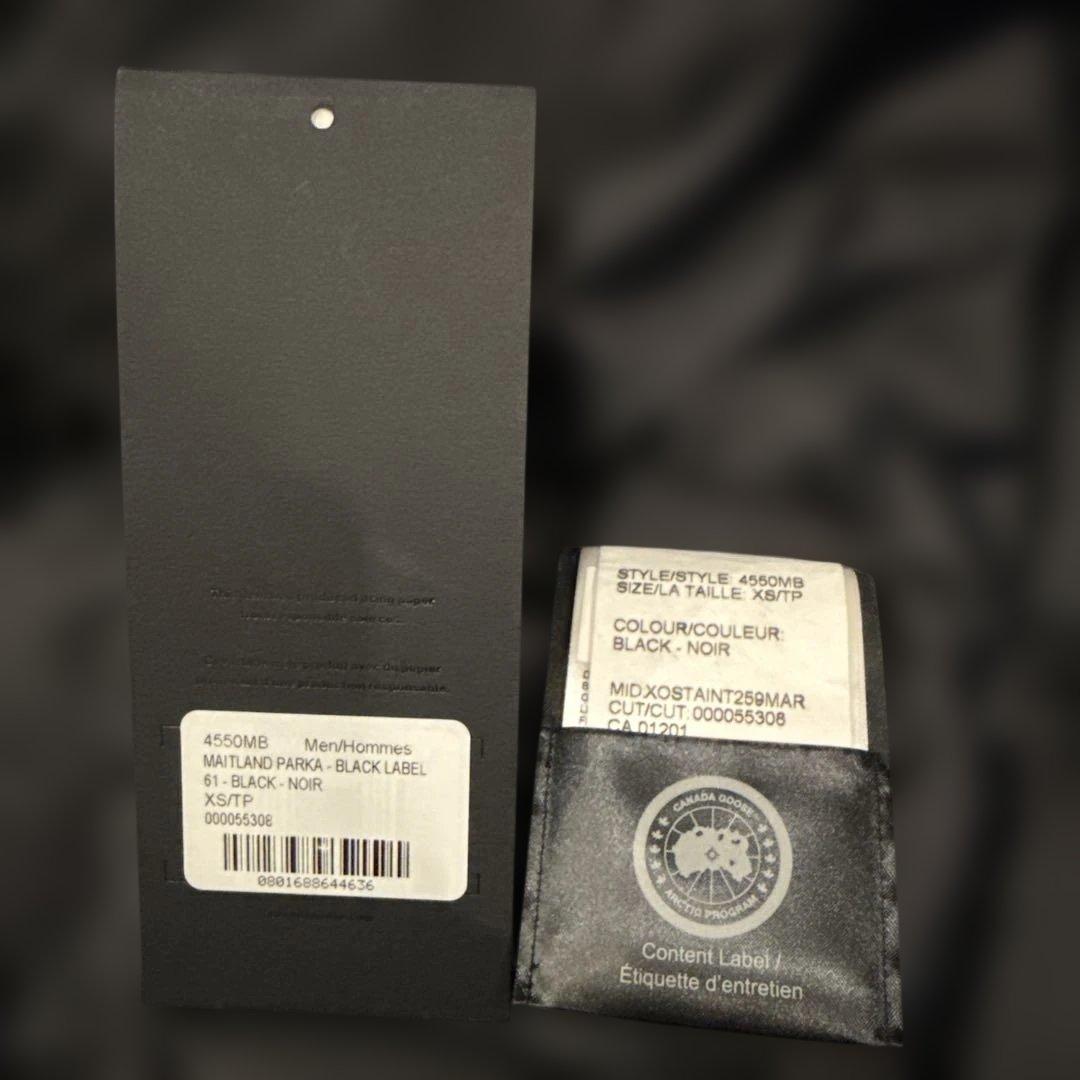 4550MB Men/Hommes
MAITLAND PARKA - BLACK LABEL
61 - BLACK - NOIR
XS/TP
000055308
0801688644636
STYLE/STYLE: 4550MB
SIZE/LA TAILLE: XS/TP
COLOUR/COULEUR:
BLACK - NOIR
MID.XOSTAINT259MAR
CUT/CUT: 000055308
CA 01201
CANADA GOOSE
ARCTIC PROGRAM
Content Label /
Étiquette d'entretien